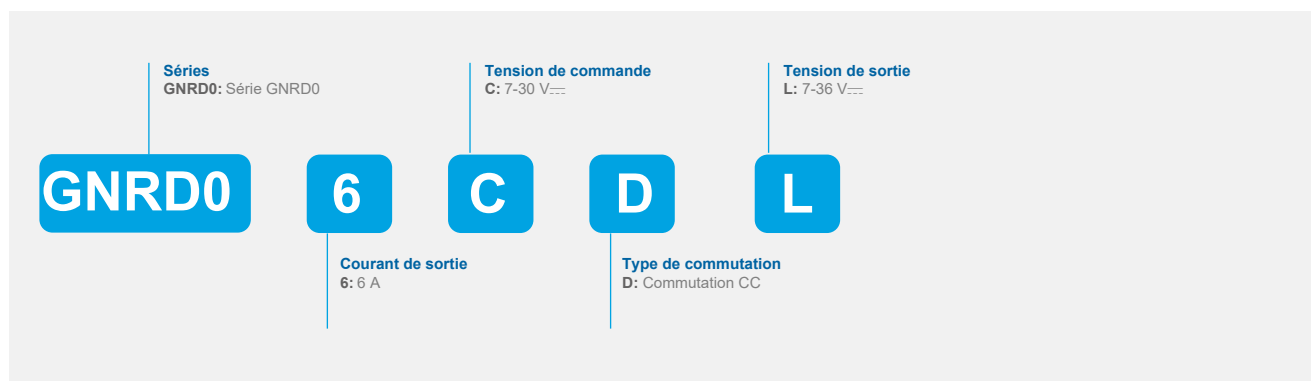 Séries
GNRD0: Série GNRD0
Tension de commande
C: 7-30 V⎓
Tension de sortie
L: 7-36 V⎓
GNRD0 6 C D L
Courant de sortie
6: 6 A
Type de commutation
D: Commutation CC